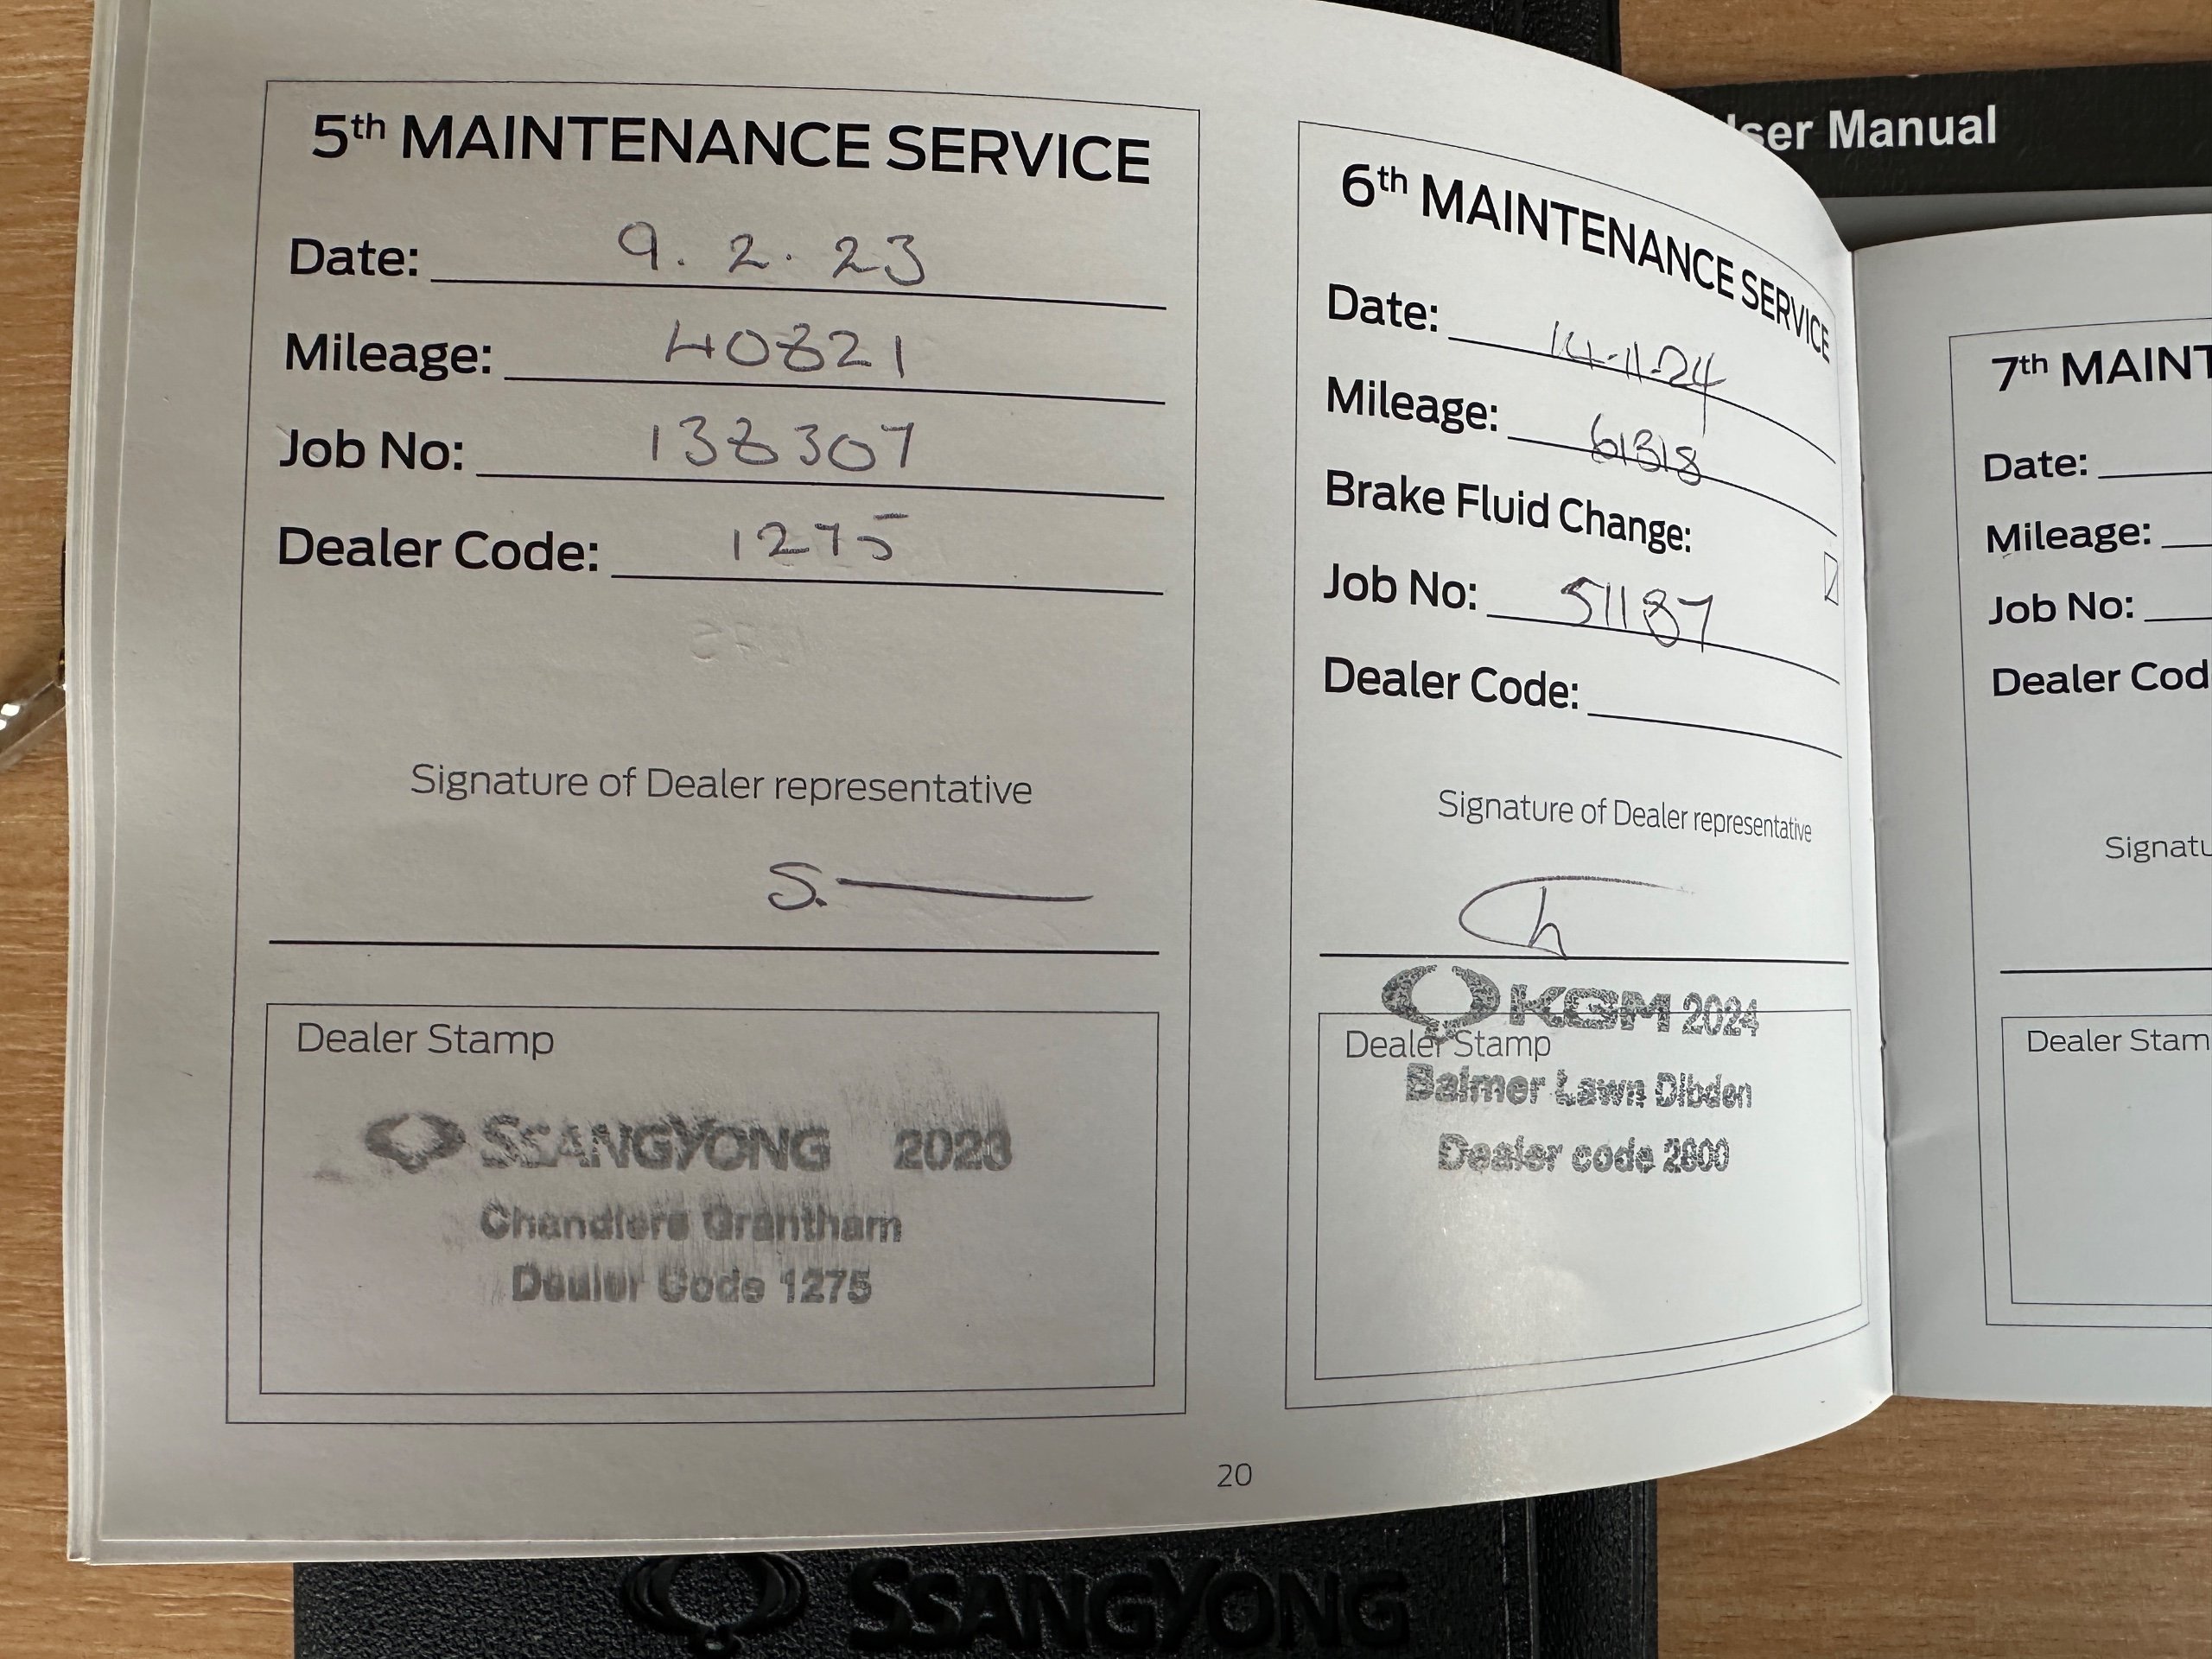 5th MAINTENANCE SERVICE
Date: 9.2.23
Mileage: 40821
Job No: 138307
Dealer Code: 1275
Signature of Dealer representative
S.
Dealer Stamp
SSANGYONG 2023
Chandlers Grantham
Dealer Code 1275
6th MAINTENANCE SERVICE
Date: 14-11-24
Mileage: 61318
Brake Fluid Change:
Job No: 51187
Dealer Code:
Signature of Dealer representative
KGM 2024
Dealer Stamp
Balmer Lawn Dibden
Dealer code 2800
20
User Manual
7th MAINT
Date:
Mileage:
Job No:
Dealer Cod
Signatu
Dealer Stam
SSANGYONG